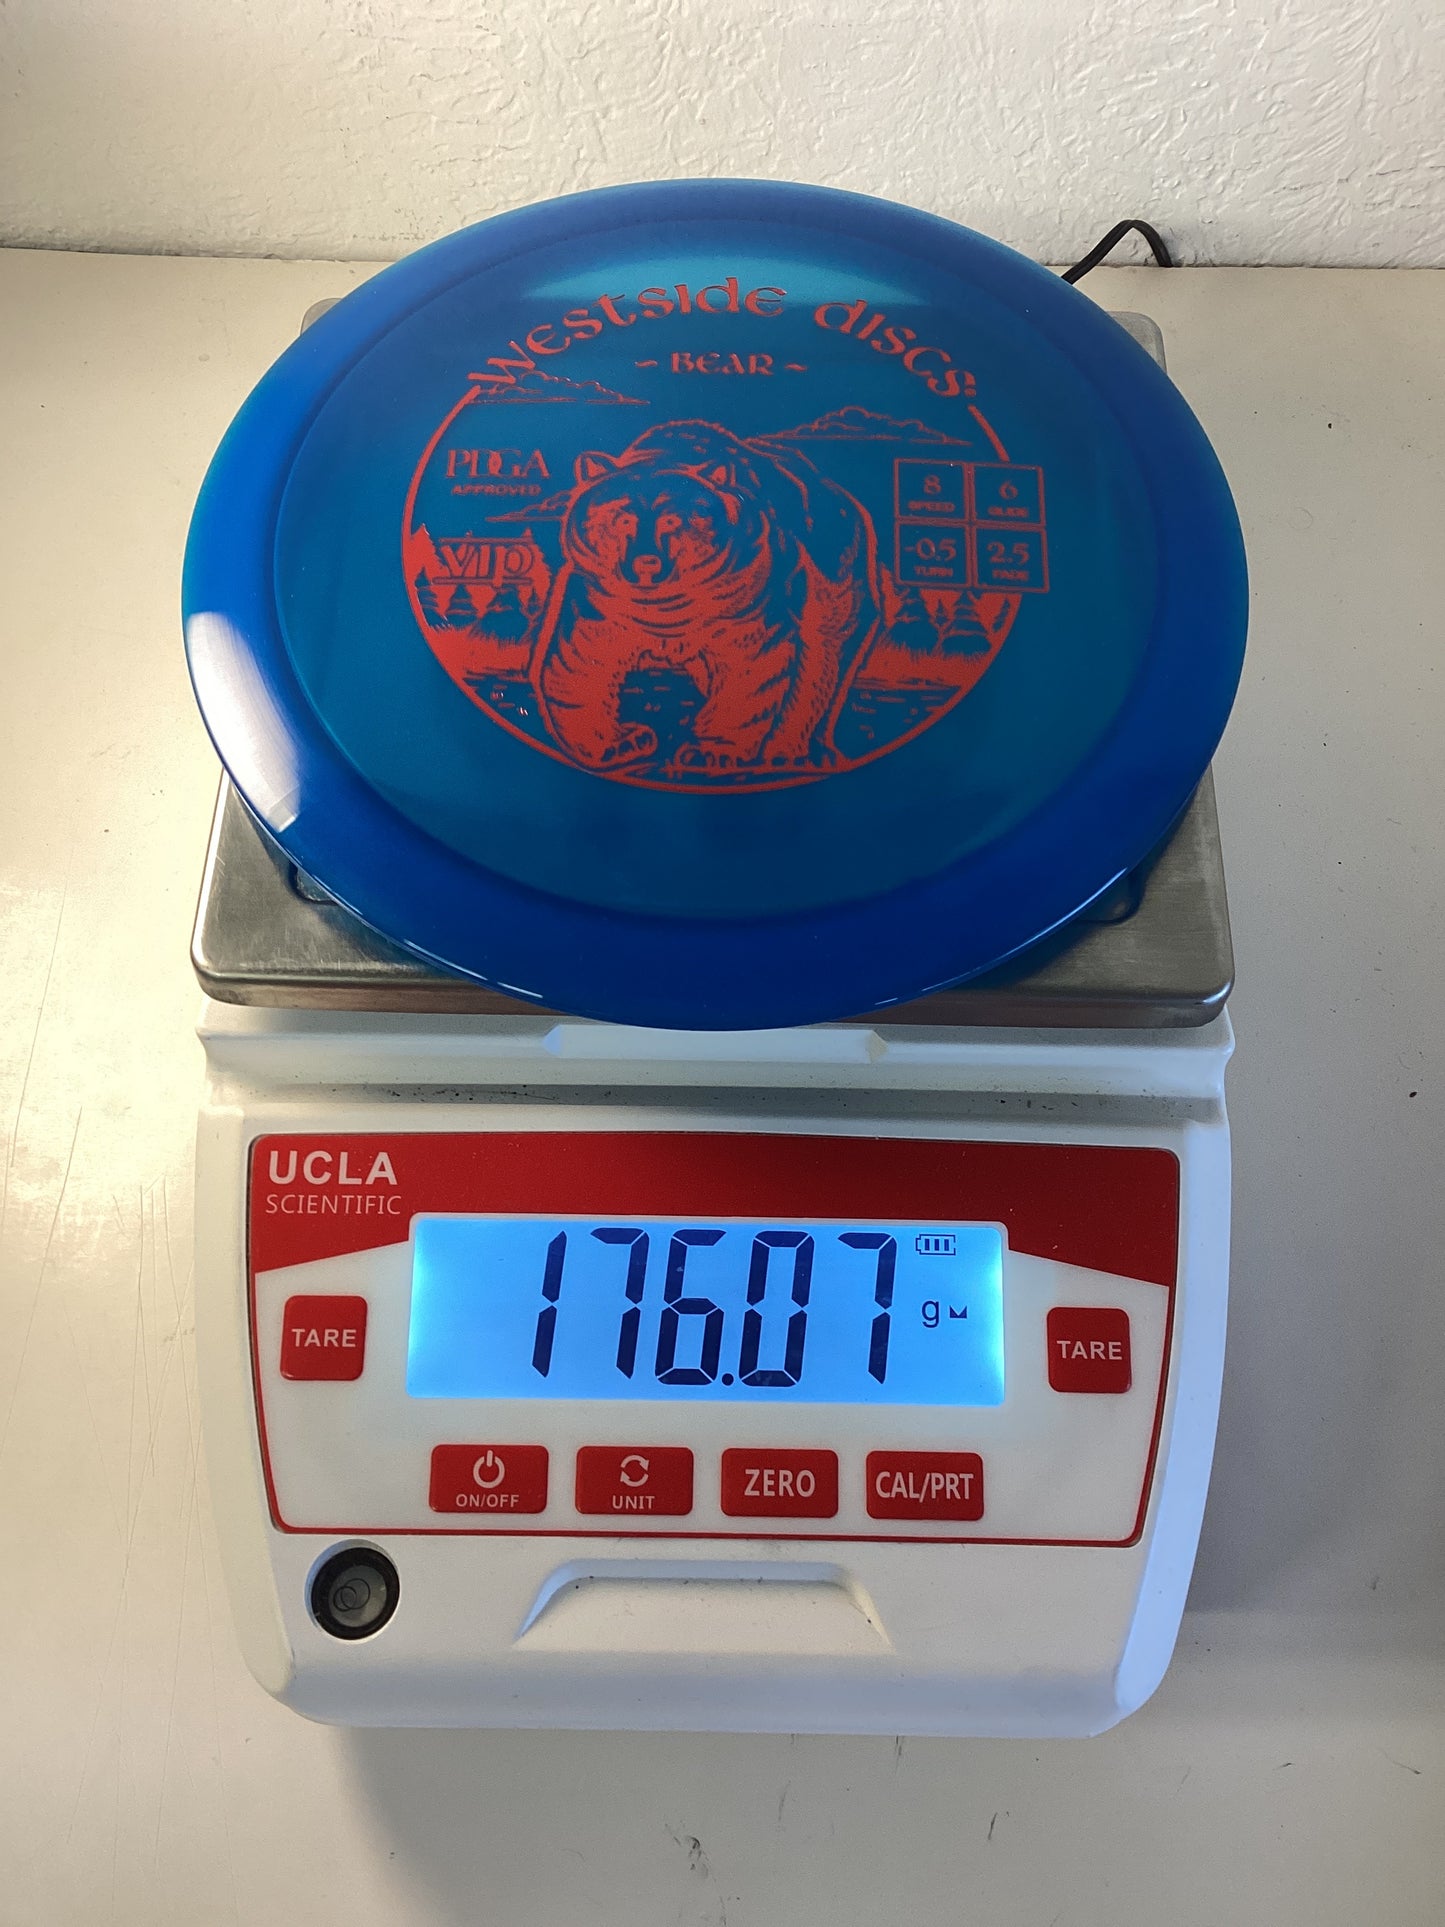 Westside discs.
~ BEAR ~
PDGA
APPROVED
VIP
8
SPEED
6
GLIDE
-0.5
TURN
2.5
FADE
UCLA
SCIENTIFIC
176.07
g
TARE
TARE
ON/OFF
UNIT
ZERO
CAL/PRT